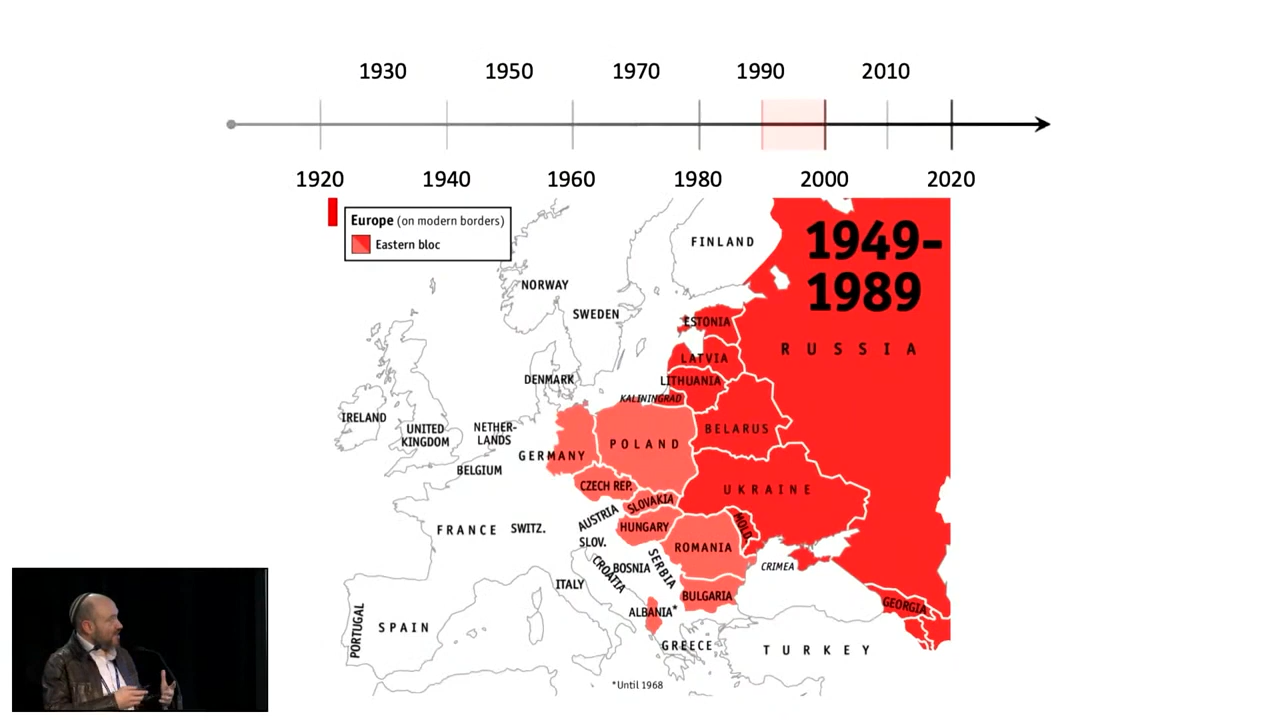 1930 1950 1970 1990 2010
1920 1940 1960 1980 2000 2020
Europe (on modern borders)
Eastern bloc
1949-
1989
FINLAND
NORWAY
SWEDEN
ESTONIA
RUSSIA
LATVIA
DENMARK
LITHUANIA
KALININGRAD
IRELAND
UNITED
KINGDOM
NETHER-
LANDS
BELARUS
POLAND
GERMANY
BELGIUM
CZECH REP.
UKRAINE
SLOVAKIA
AUSTRIA
FRANCE
SWITZ.
HUNGARY
MOLD.
SLOV.
ROMANIA
CROATIA
BOSNIA
SERBIA
CRIMEA
ITALY
BULGARIA
GEORGIA
ALBANIA*
PORTUGAL
SPAIN
GREECE
TURKEY
*Until 1968